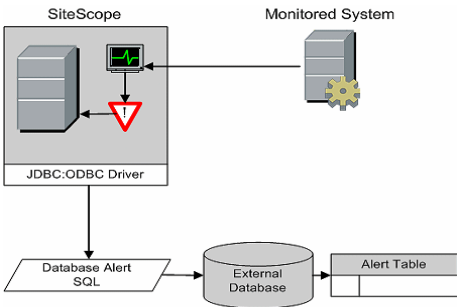 SiteScope
Monitored System
!
JDBC:ODBC Driver
Database Alert
SQL
External
Database
Alert Table